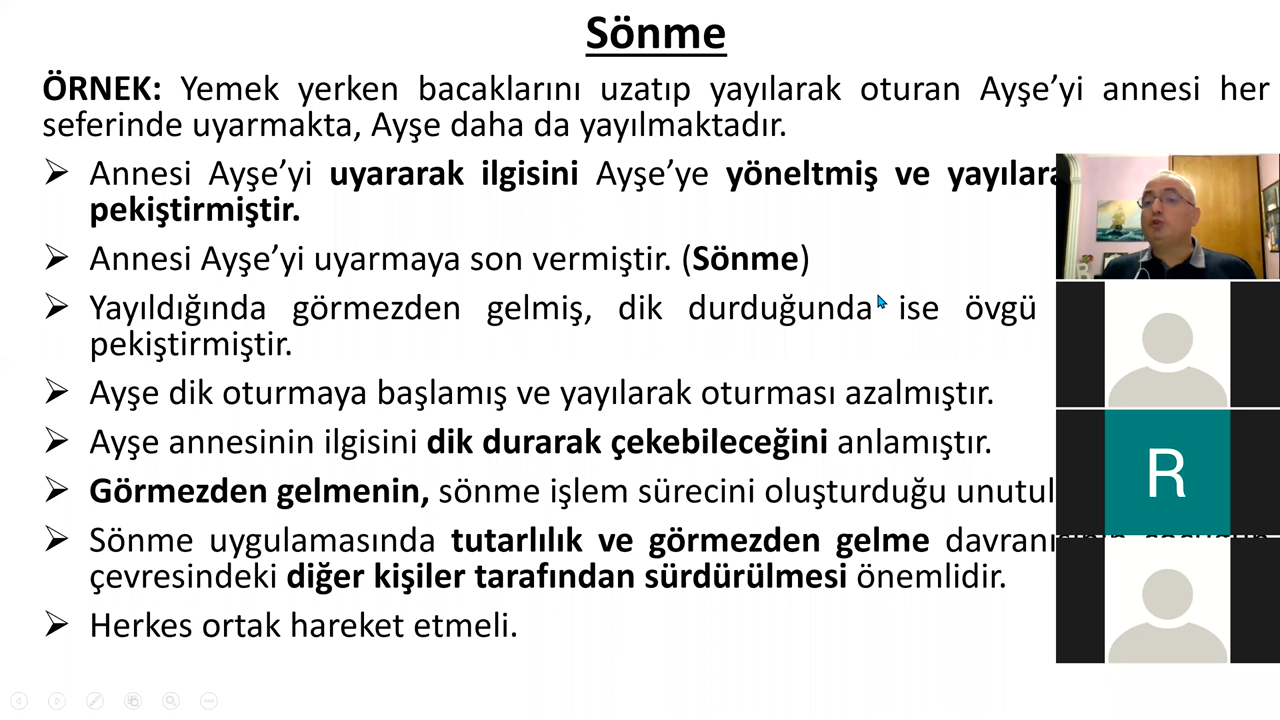 Sönme
ÖRNEK: Yemek yerken bacaklarını uzatıp yayılarak oturan Ayşe’yi annesi her
seferinde uyarmakta, Ayşe daha da yayılmaktadır.
➢ Annesi Ayşe’yi uyararak ilgisini Ayşe’ye yöneltmiş ve
pekiştirmiştir.
➢ Annesi Ayşe’yi uyarmaya son vermiştir. (Sönme)
➢ Yayıldığında görmezden gelmiş, dik durduğunda ise övgü
pekiştirmiştir.
➢ Ayşe dik oturmaya başlamış ve yayılarak oturması azalmıştır.
➢ Ayşe annesinin ilgisini dik durarak çekebileceğini anlamıştır.
➢ Görmezden gelmenin, sönme işlem sürecini oluşturduğu
➢ Sönme uygulamasında tutarlılık ve görmezden gelme
çevresindeki diğer kişiler tarafından sürdürülmesi önemlidir.
➢ Herkes ortak hareket etmeli.
R